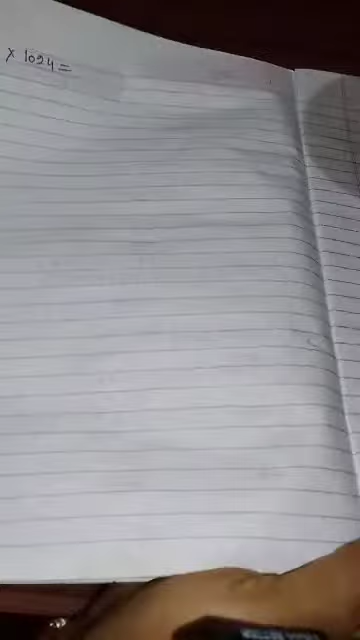 × 1024 =